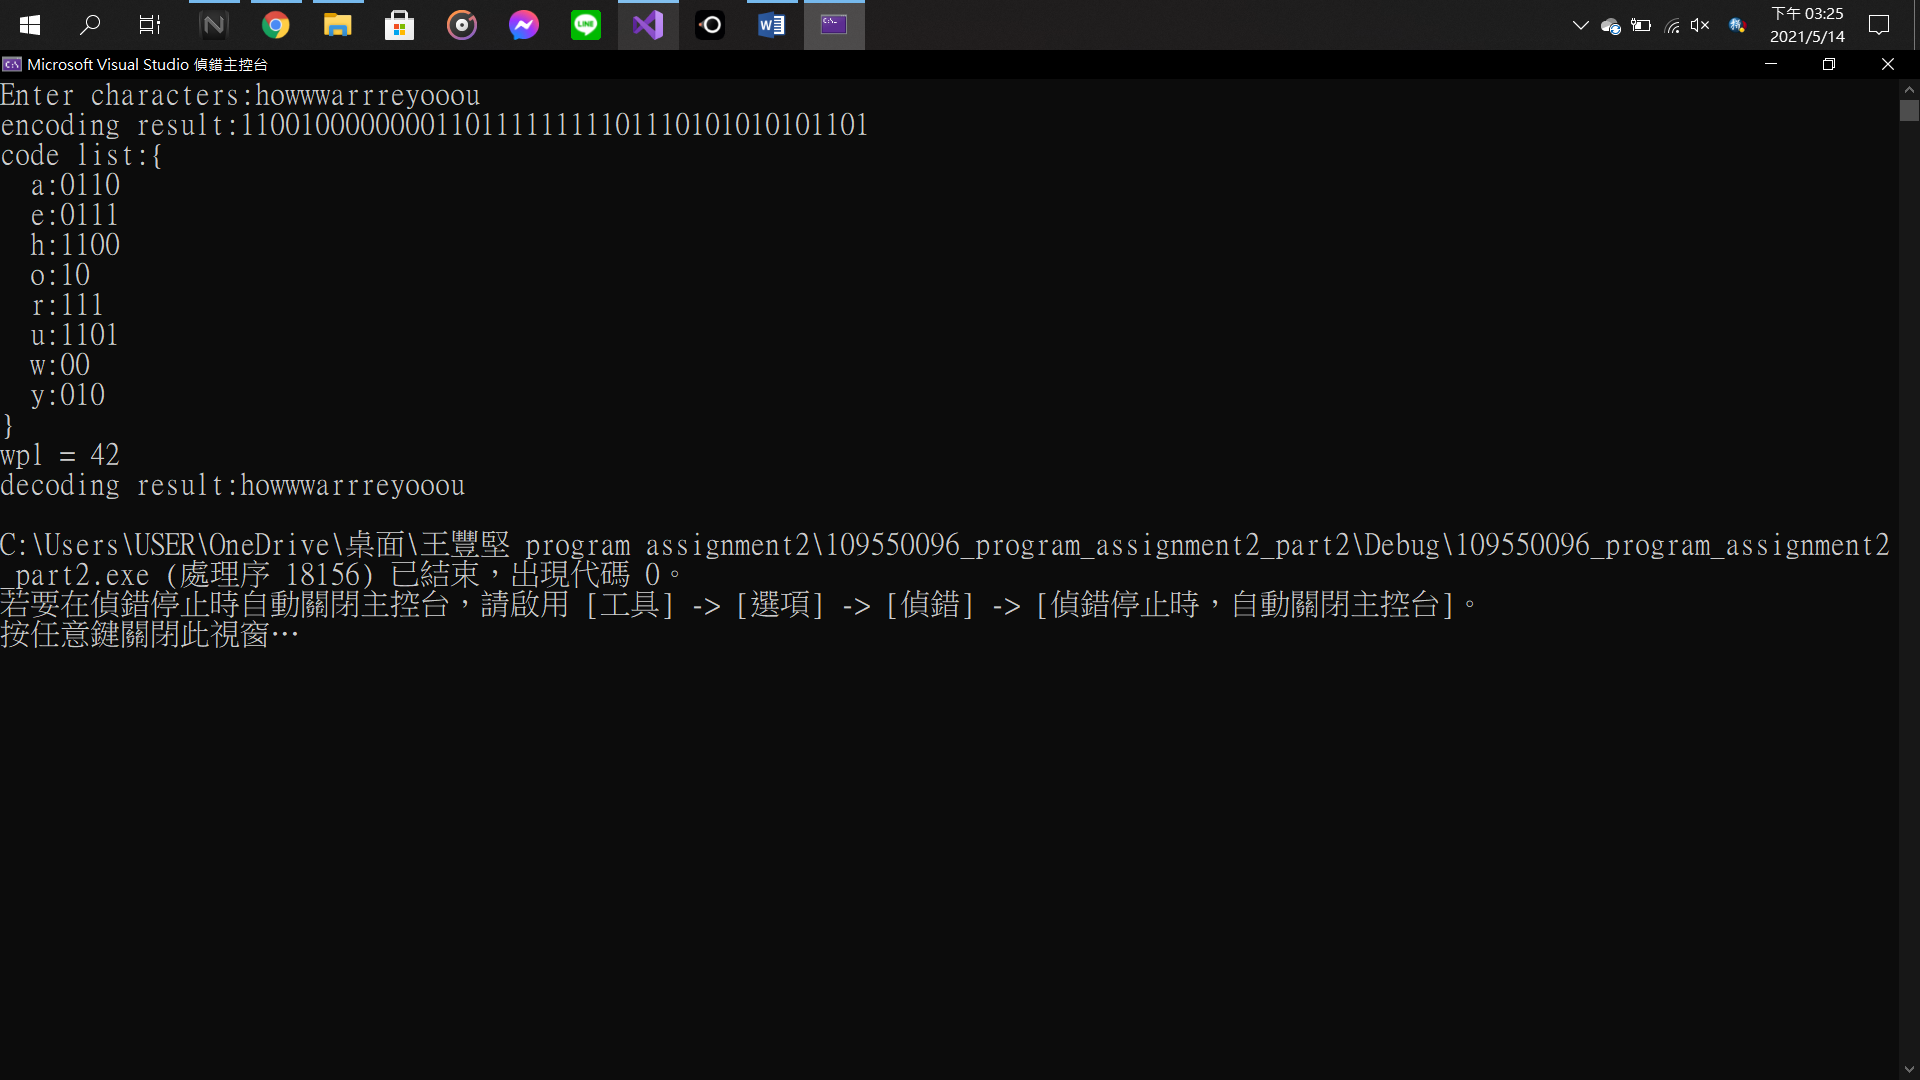 下午 03:25
2021/5/14
Microsoft Visual Studio 偵錯主控台
Enter characters:howwwarrreyooou
encoding result:110010000000011011111111101110101010101101
code list:{
  a:0110
  e:0111
  h:1100
  o:10
  r:111
  u:1101
  w:00
  y:010
}
wpl = 42
decoding result:howwwarrreyooou
C:\Users\USER\OneDrive\桌面\王豐堅 program assignment2\109550096_program_assignment2_part2\Debug\109550096_program_assignment2
_part2.exe (處理序 18156) 已結束，出現代碼 0。
若要在偵錯停止時自動關閉主控台，請啟用 [工具] -> [選項] -> [偵錯] -> [偵錯停止時，自動關閉主控台]。
按任意鍵關閉此視窗…